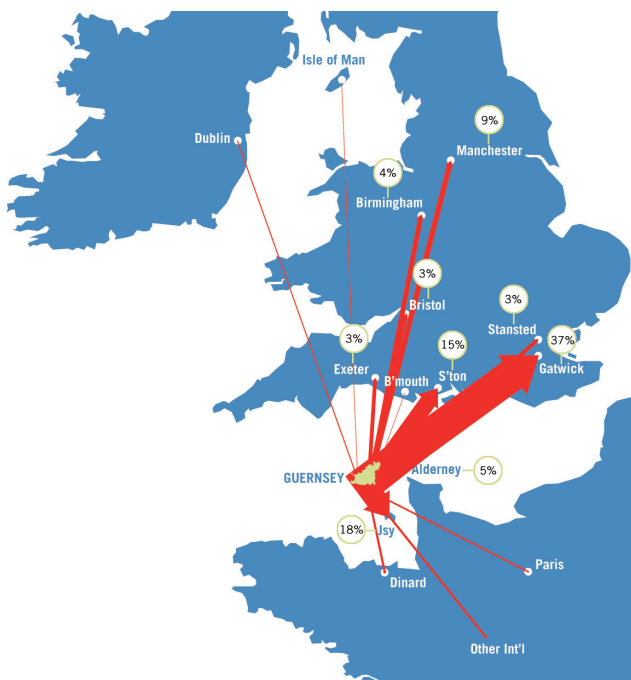 Isle of Man
9%
Dublin
Manchester
4%
Birmingham
3%
Bristol
3%
Stansted
3%
Exeter
15%
S'ton
37%
Gatwick
B'mouth
GUERNSEY
Alderney
5%
18%
Jsy
Dinard
Paris
Other Int'l